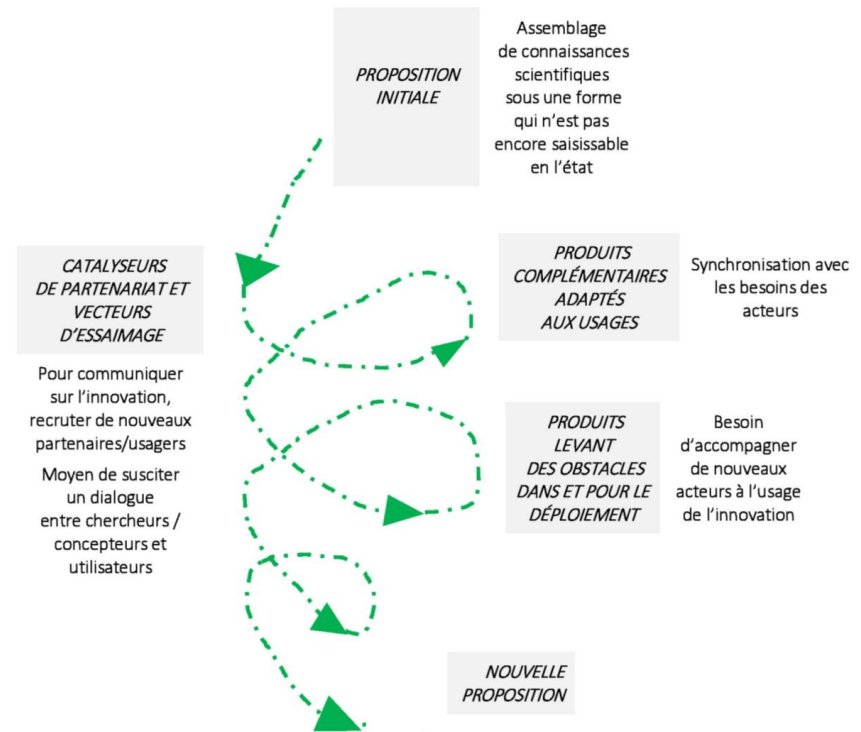 PROPOSITION
INITIALE
Assemblage
de connaissances
scientifiques
sous une forme
qui n'est pas
encore saisissable
en l'état
CATALYSEURS
DE PARTENARIAT ET
VECTEURS
D'ESSAIMAGE
Pour communiquer
sur l'innovation,
recruter de nouveaux
partenaires/usagers
Moyen de susciter
un dialogue
entre chercheurs /
concepteurs et
utilisateurs
PRODUITS
COMPLÉMENTAIRES
ADAPTÉS
AUX USAGES
Synchronisation avec
les besoins des
acteurs
PRODUITS
LEVANT
DES OBSTACLES
DANS ET POUR LE
DÉPLOIEMENT
Besoin
d'accompagner
de nouveaux
acteurs à l'usage
de l'innovation
NOUVELLE
PROPOSITION